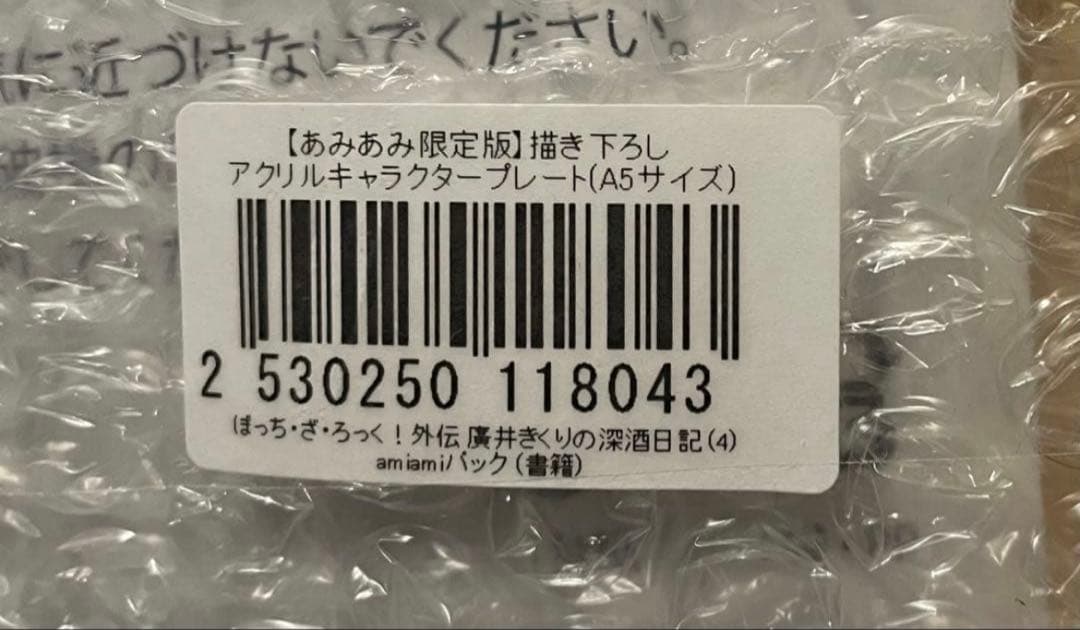 に近づけないでください。
【あみあみ限定版】描き下ろし
アクリルキャラクタープレート(A5サイズ)
2 530250 118043
ぼっち・ざ・ろっく！外伝 廣井きくりの深酒日記(4)
amiamiパック(書籍)